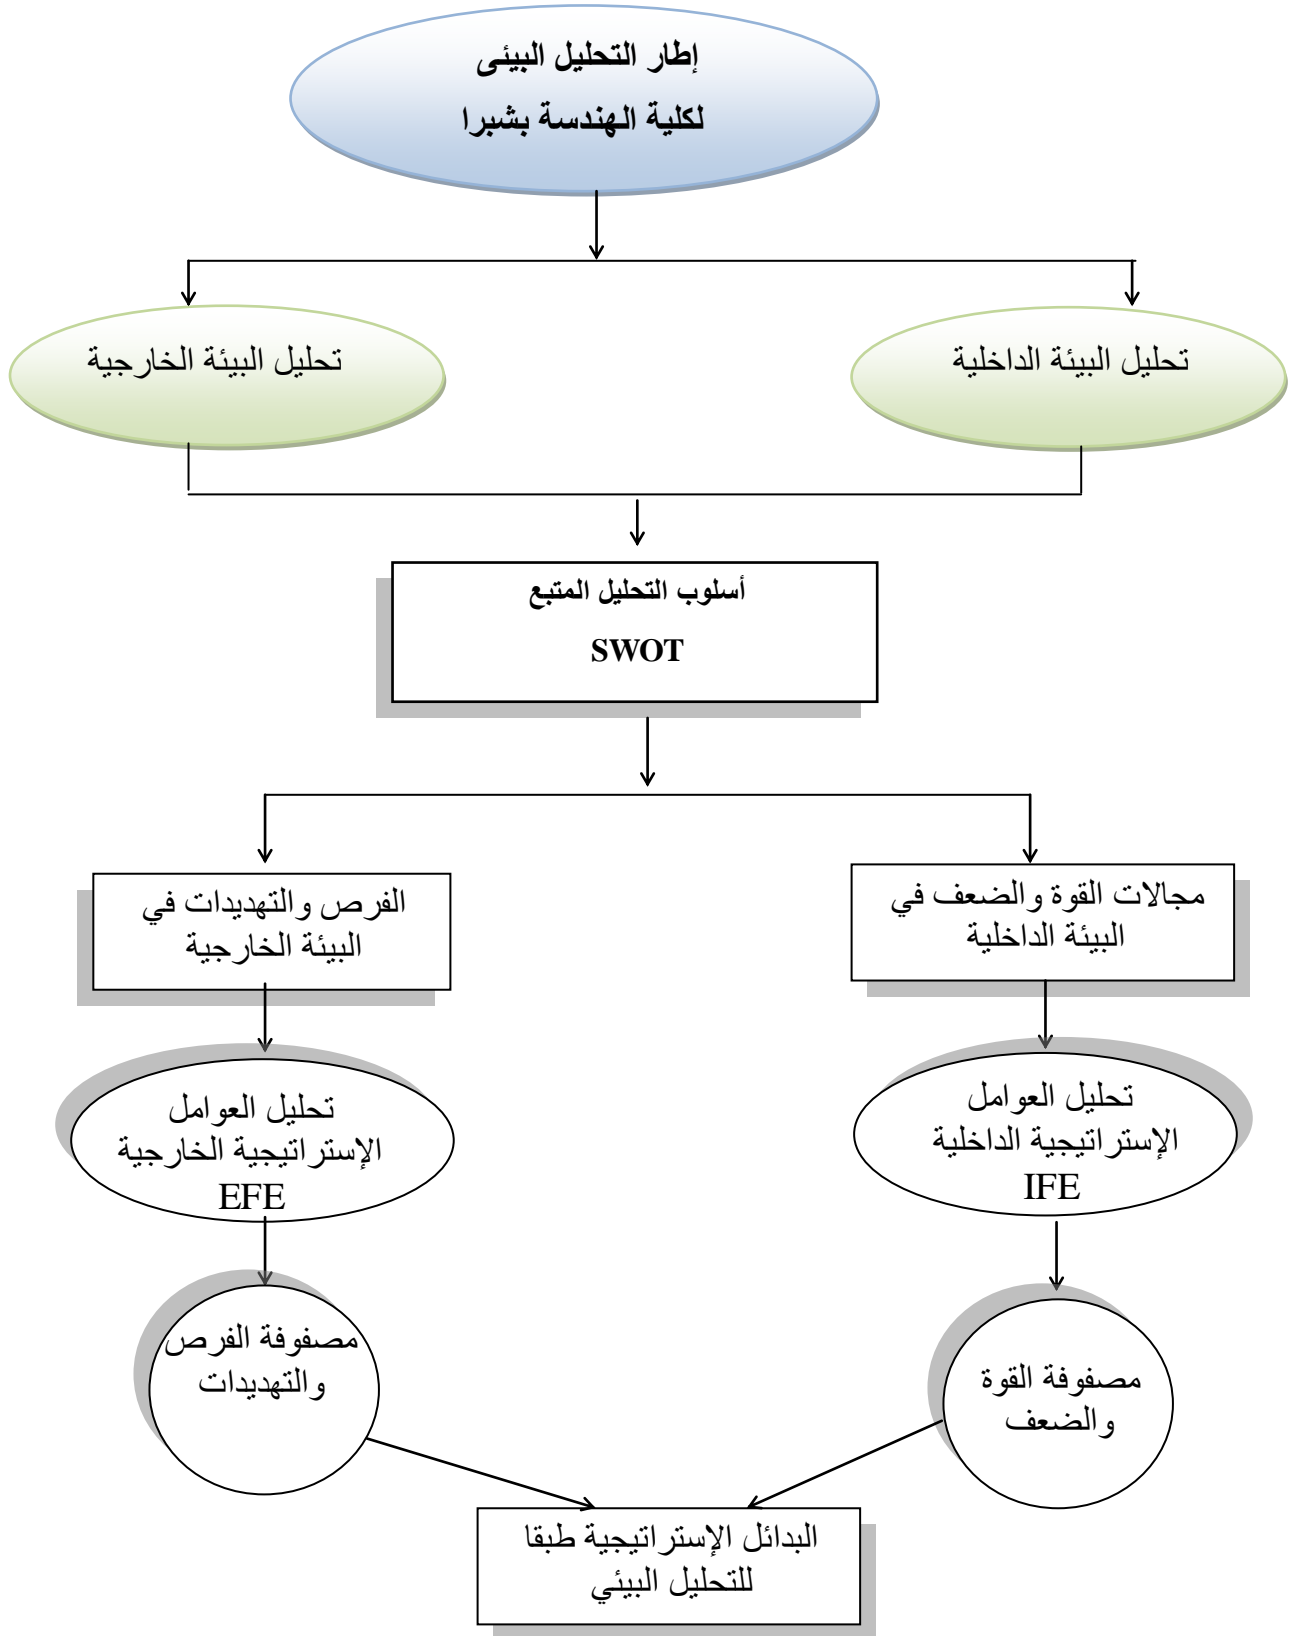 إطار التحليل البيئى
لكلية الهندسة بشبرا
تحليل البيئة الداخلية
تحليل البيئة الخارجية
أسلوب التحليل المتبع
SWOT
مجالات القوة والضعف في
البيئة الداخلية
الفرص والتهديدات في
البيئة الخارجية
تحليل العوامل
الإستراتيجية الداخلية
IFE
تحليل العوامل
الإستراتيجية الخارجية
EFE
مصفوفة القوة
والضعف
مصفوفة الفرص
والتهديدات
البدائل الإستراتيجية طبقا
للتحليل البيئي